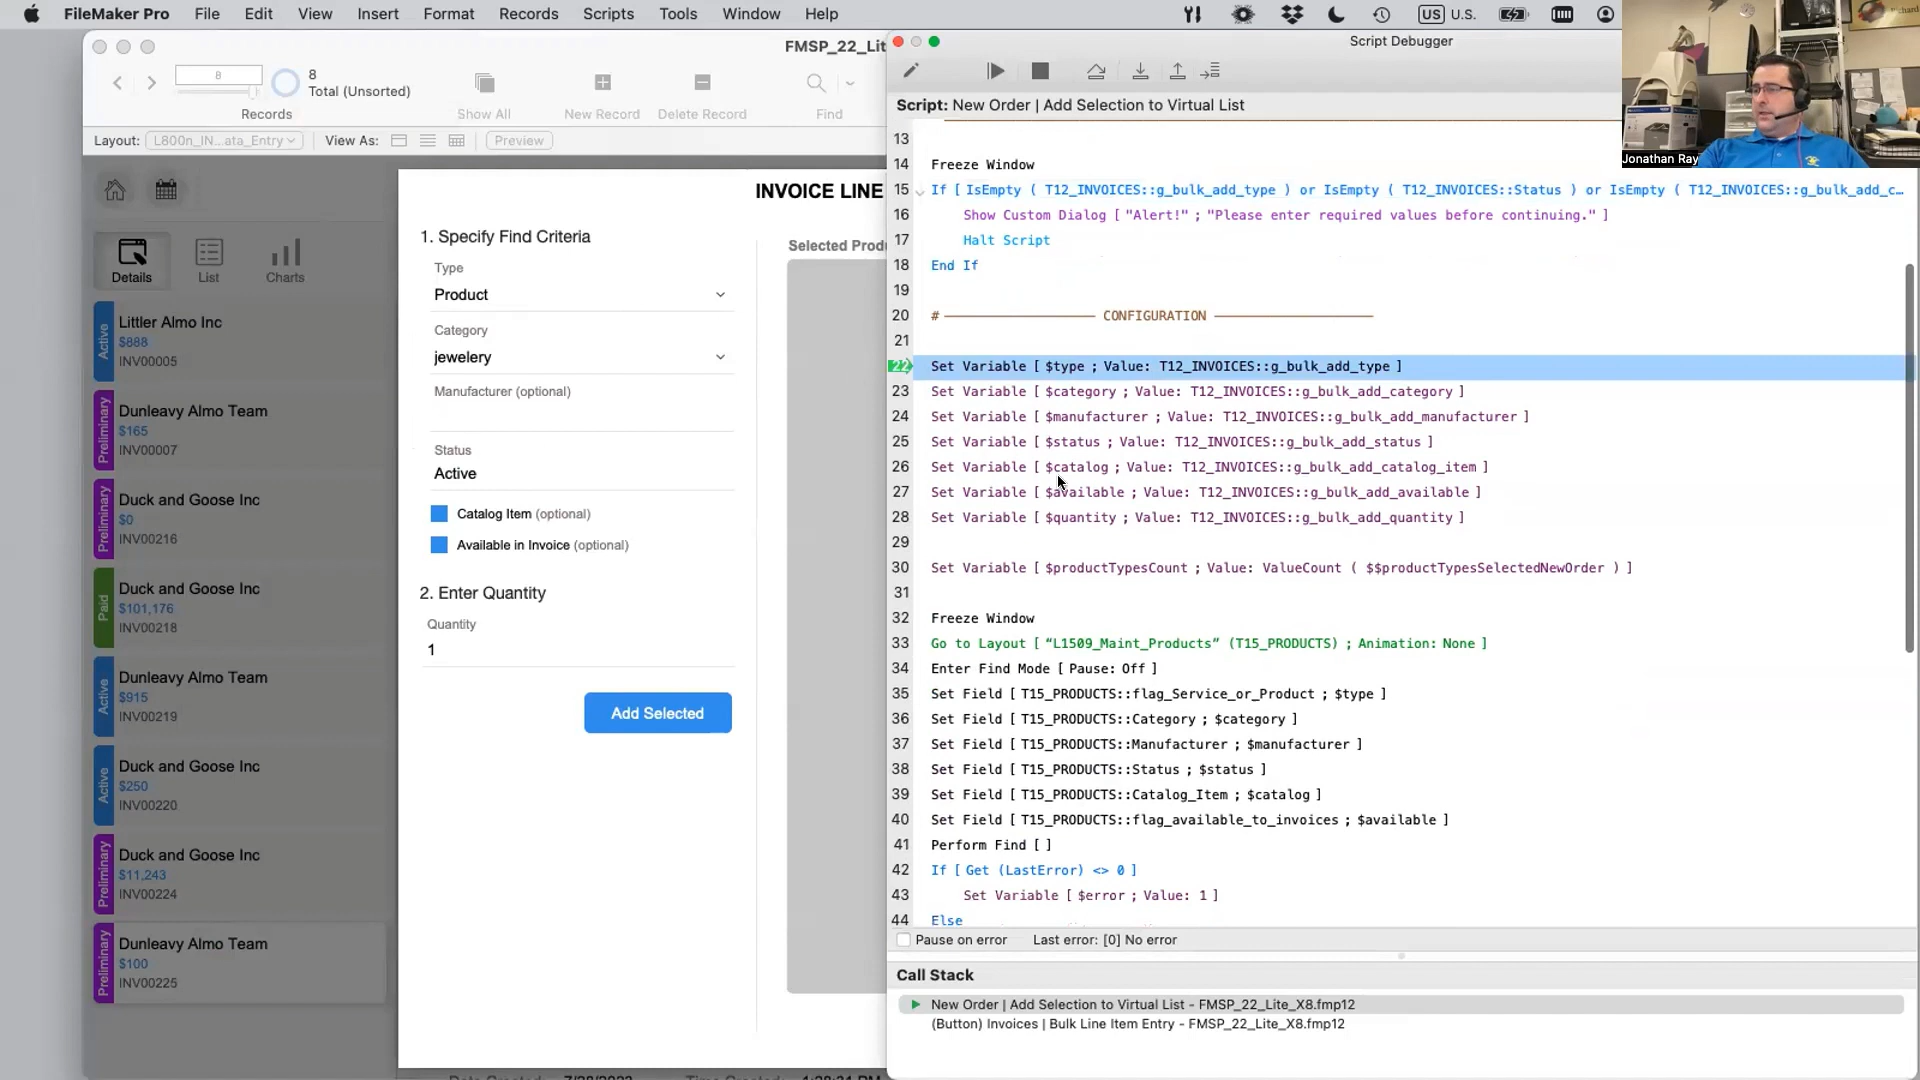 FileMaker Pro File Edit View Insert Format Records Scripts Tools Window Help
US U.S.
FMSP_22_Lit
8
8
Total (Unsorted)
Records
Show All
New Record
Delete Record
Find
Layout: L800n_IN...ata_Entry View As: Preview
Details
List
Charts
Active
Littler Almo Inc
$888
INV00005
Preliminary
Dunleavy Almo Team
$165
INV00007
Preliminary
Duck and Goose Inc
$0
INV00216
Paid
Duck and Goose Inc
$101,176
INV00218
Active
Dunleavy Almo Team
$915
INV00219
Active
Duck and Goose Inc
$250
INV00220
Preliminary
Duck and Goose Inc
$11,243
INV00224
Preliminary
Dunleavy Almo Team
$100
INV00225
INVOICE LINE
1. Specify Find Criteria
Type
Product
Category
jewelery
Manufacturer (optional)
Status
Active
Catalog Item (optional)
Available in Invoice (optional)
2. Enter Quantity
Quantity
1
Add Selected
Selected Produ
Script Debugger
Script: New Order | Add Selection to Virtual List
13
14 Freeze Window
15 If [ IsEmpty ( T12_INVOICES::g_bulk_add_type ) or IsEmpty ( T12_INVOICES::Status ) or IsEmpty ( T12_INVOICES::g_bulk_add_c…
16 Show Custom Dialog [ "Alert!" ; "Please enter required values before continuing." ]
17 Halt Script
18 End If
19
20 # CONFIGURATION
21
22 Set Variable [ $type ; Value: T12_INVOICES::g_bulk_add_type ]
23 Set Variable [ $category ; Value: T12_INVOICES::g_bulk_add_category ]
24 Set Variable [ $manufacturer ; Value: T12_INVOICES::g_bulk_add_manufacturer ]
25 Set Variable [ $status ; Value: T12_INVOICES::g_bulk_add_status ]
26 Set Variable [ $catalog ; Value: T12_INVOICES::g_bulk_add_catalog_item ]
27 Set Variable [ $available ; Value: T12_INVOICES::g_bulk_add_available ]
28 Set Variable [ $quantity ; Value: T12_INVOICES::g_bulk_add_quantity ]
29
30 Set Variable [ $productTypesCount ; Value: ValueCount ( $$productTypesSelectedNewOrder ) ]
31
32 Freeze Window
33 Go to Layout [ “L1509_Maint_Products” (T15_PRODUCTS) ; Animation: None ]
34 Enter Find Mode [ Pause: Off ]
35 Set Field [ T15_PRODUCTS::flag_Service_or_Product ; $type ]
36 Set Field [ T15_PRODUCTS::Category ; $category ]
37 Set Field [ T15_PRODUCTS::Manufacturer ; $manufacturer ]
38 Set Field [ T15_PRODUCTS::Status ; $status ]
39 Set Field [ T15_PRODUCTS::Catalog_Item ; $catalog ]
40 Set Field [ T15_PRODUCTS::flag_available_to_invoices ; $available ]
41 Perform Find [ ]
42 If [ Get (LastError) <> 0 ]
43 Set Variable [ $error ; Value: 1 ]
44 Else
Pause on error Last error: [0] No error
Call Stack
New Order | Add Selection to Virtual List - FMSP_22_Lite_X8.fmp12
(Button) Invoices | Bulk Line Item Entry - FMSP_22_Lite_X8.fmp12
Jonathan Ray